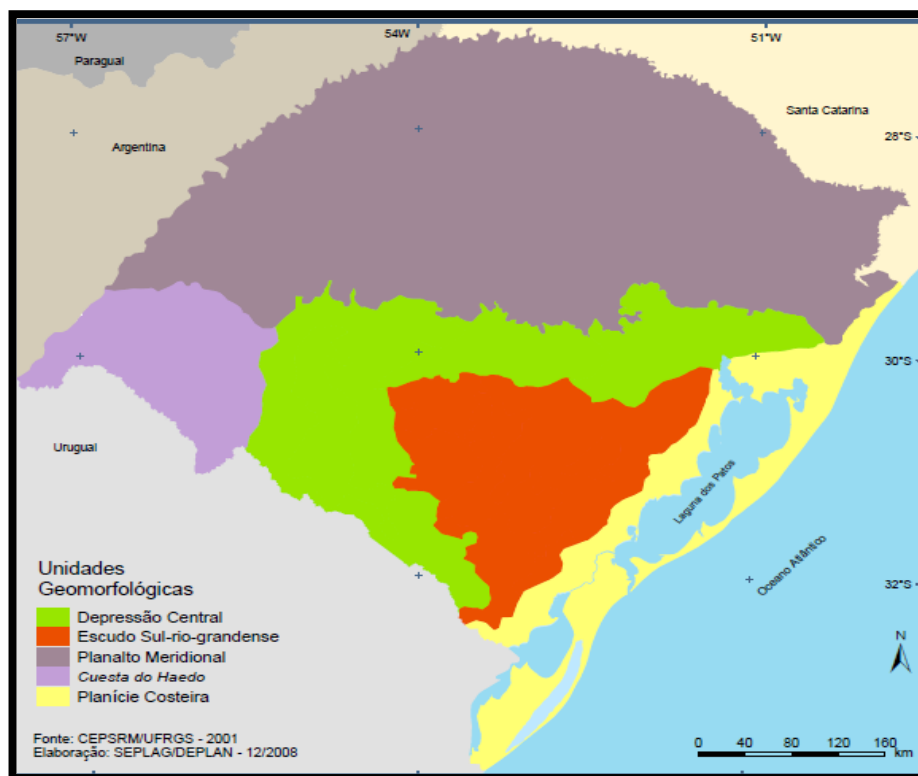 57°W
54W
51°W
Paraguai
Santa Catarina
28°S
Argentina
30°S
Uruguai
Laguna dos Patos
Oceano Atlântico
32°S
Unidades
Geomorfológicas
Depressão Central
Escudo Sul-rio-grandense
Planalto Meridional
Cuesta do Haedo
Planície Costeira
N
Fonte: CEPSRM/UFRGS - 2001
Elaboração: SEPLAG/DEPLAN - 12/2008
0 40 80 120 160
km